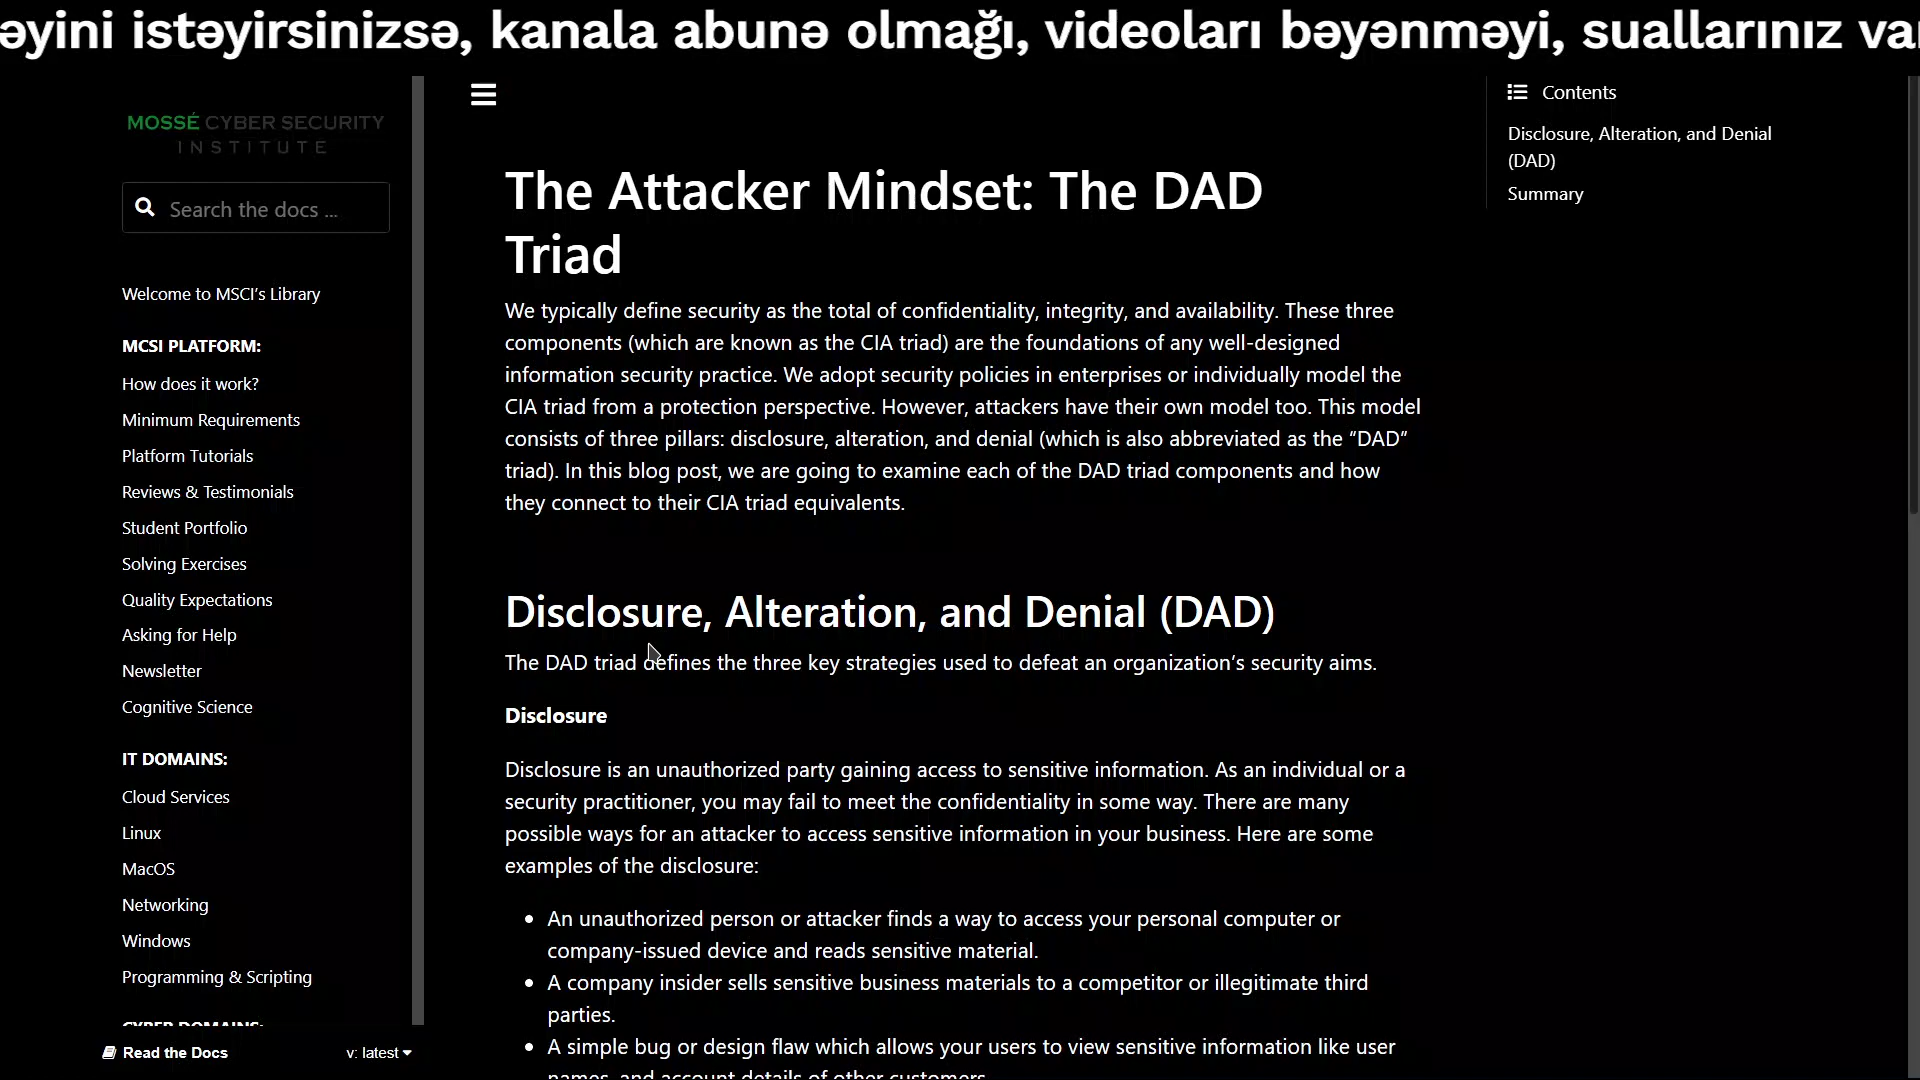 istəyirsinizsə, kanala abunə olmağı, videoları bəyənməyi, suallarınız
MOSSÉ CYBER SECURITY
INSTITUTE
Search the docs ...
Welcome to MSCI's Library
MCSI PLATFORM:
How does it work?
Minimum Requirements
Platform Tutorials
Reviews & Testimonials
Student Portfolio
Solving Exercises
Quality Expectations
Asking for Help
Newsletter
Cognitive Science
IT DOMAINS:
Cloud Services
Linux
MacOS
Networking
Windows
Programming & Scripting
CYBER DOMAINS:
Read the Docs
v: latest
The Attacker Mindset: The DAD
Triad
We typically define security as the total of confidentiality, integrity, and availability. These three
components (which are known as the CIA triad) are the foundations of any well-designed
information security practice. We adopt security policies in enterprises or individually model the
CIA triad from a protection perspective. However, attackers have their own model too. This model
consists of three pillars: disclosure, alteration, and denial (which is also abbreviated as the “DAD”
triad). In this blog post, we are going to examine each of the DAD triad components and how
they connect to their CIA triad equivalents.
Disclosure, Alteration, and Denial (DAD)
The DAD triad defines the three key strategies used to defeat an organization’s security aims.
Disclosure
Disclosure is an unauthorized party gaining access to sensitive information. As an individual or a
security practitioner, you may fail to meet the confidentiality in some way. There are many
possible ways for an attacker to access sensitive information in your business. Here are some
examples of the disclosure:
An unauthorized person or attacker finds a way to access your personal computer or
company-issued device and reads sensitive material.
A company insider sells sensitive business materials to a competitor or illegitimate third
parties.
A simple bug or design flaw which allows your users to view sensitive information like user
names, and account details of other customers.
Contents
Disclosure, Alteration, and Denial
(DAD)
Summary